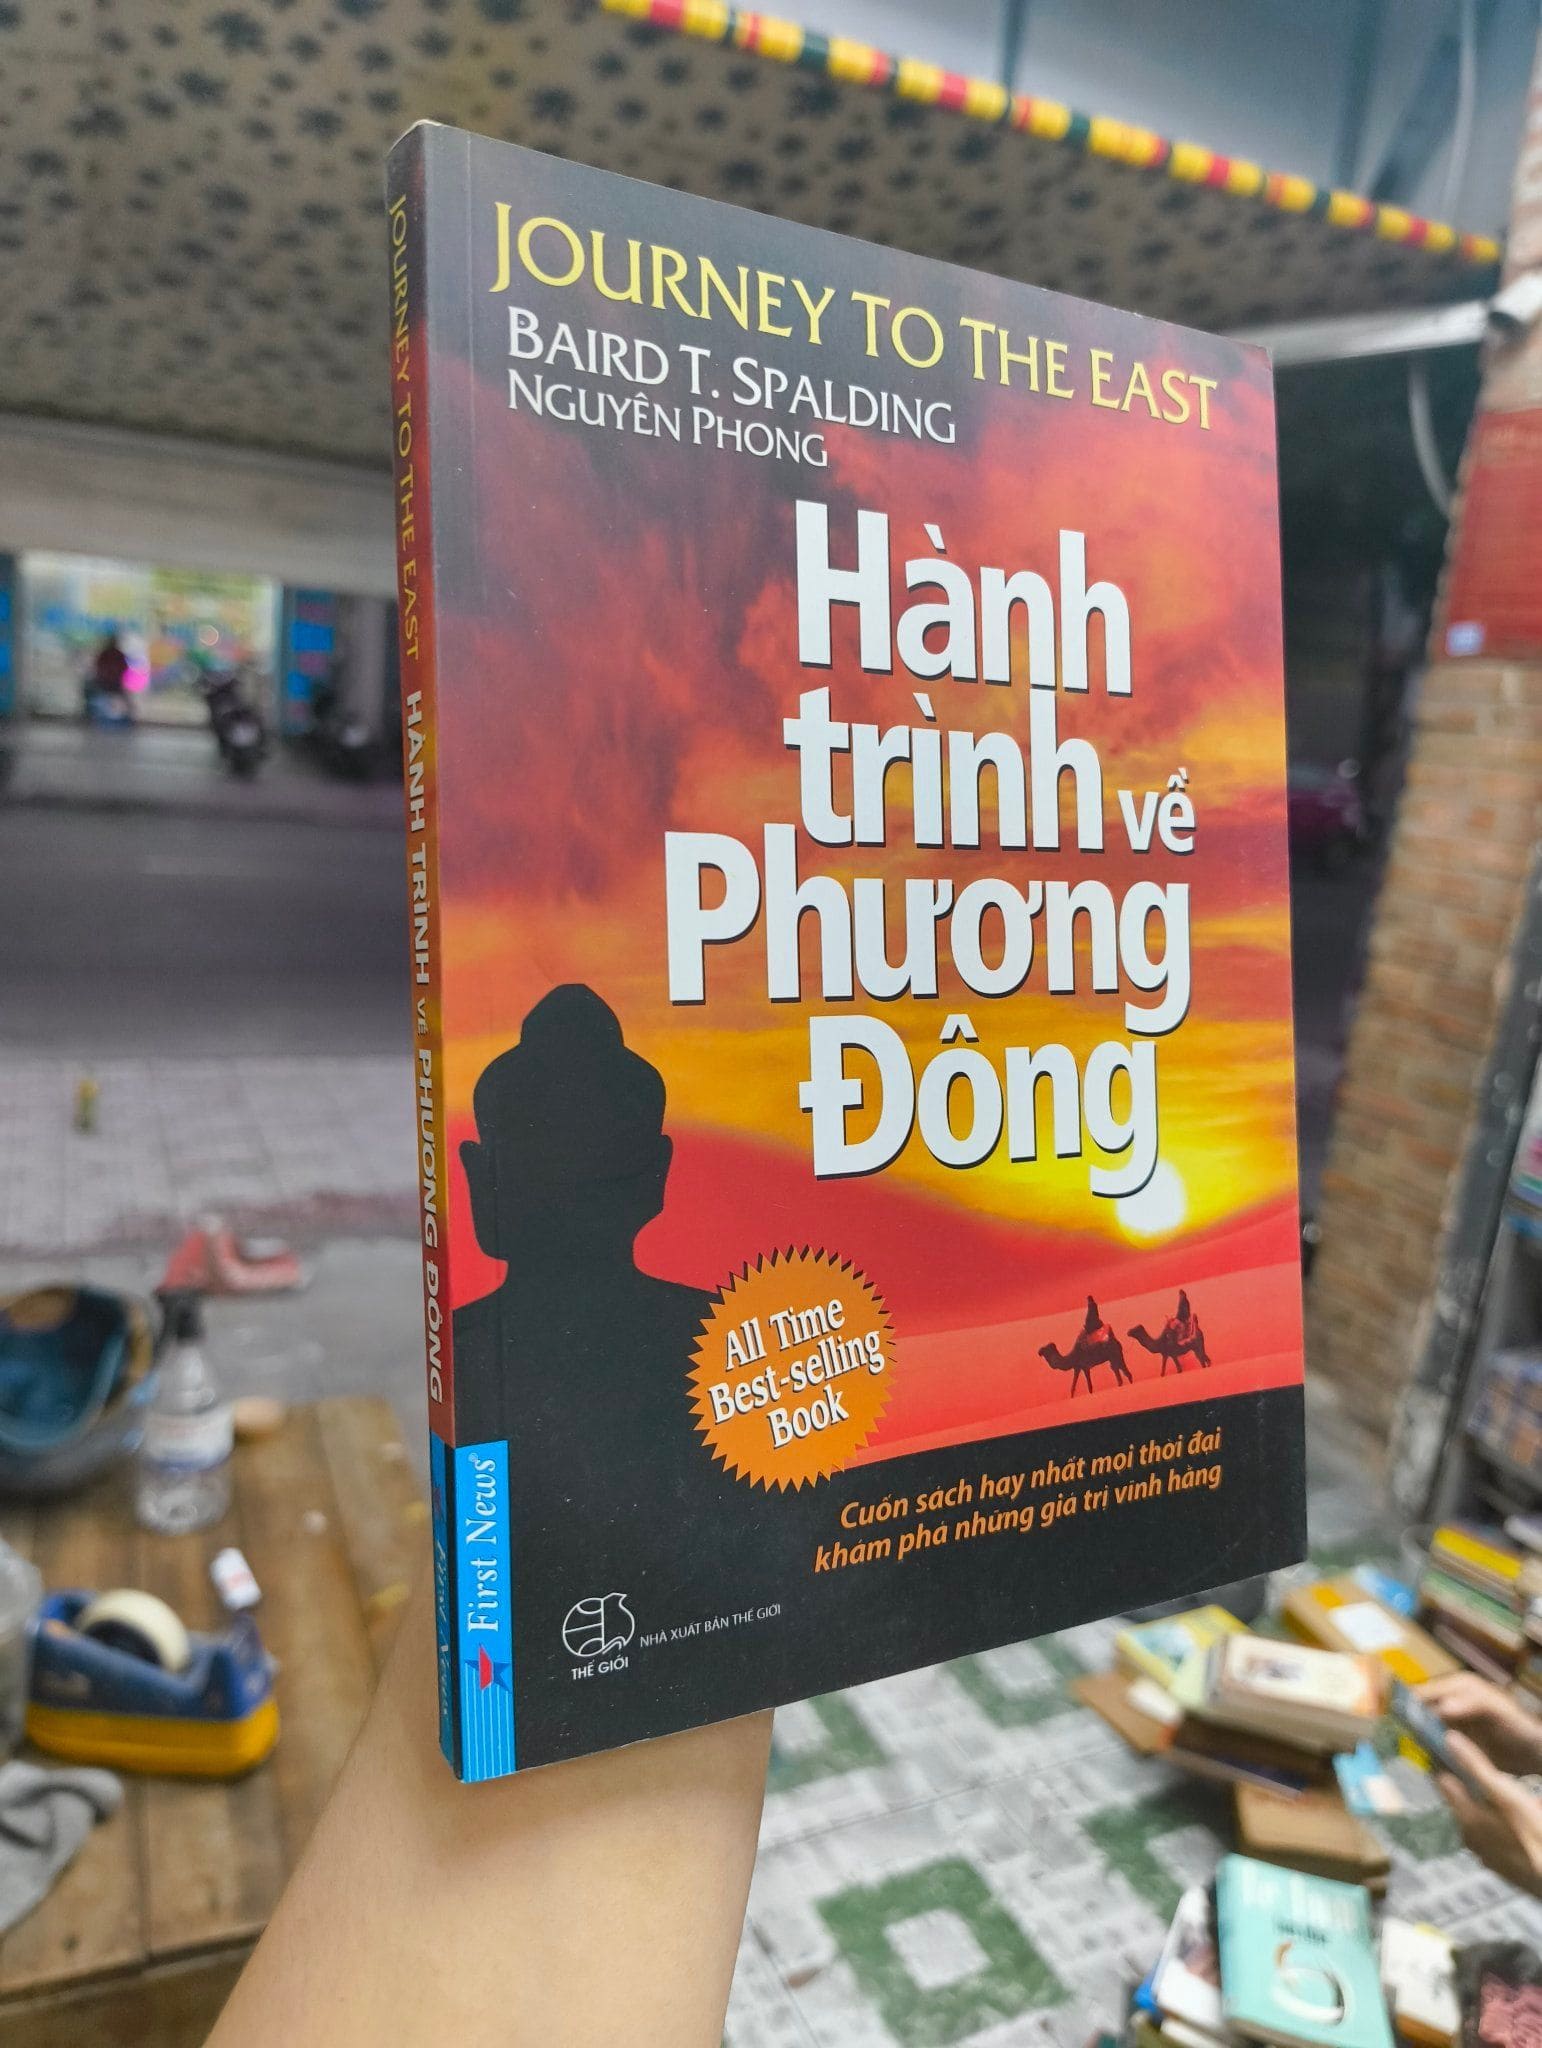 JOURNEY TO THE EAST
BAIRD T. SPALDING
NGUYÊN PHONG
Hành
trình về
Phương
Đông
All Time
Best-selling
Book
Cuốn sách hay nhất mọi thời đại
khám phá những giá trị vĩnh hằng
First News®
NHÀ XUẤT BẢN THẾ GIỚI
THẾ GIỚI
JOURNEY TO THE EAST HÀNH TRÌNH VỀ PHƯƠNG ĐÔNG
First News